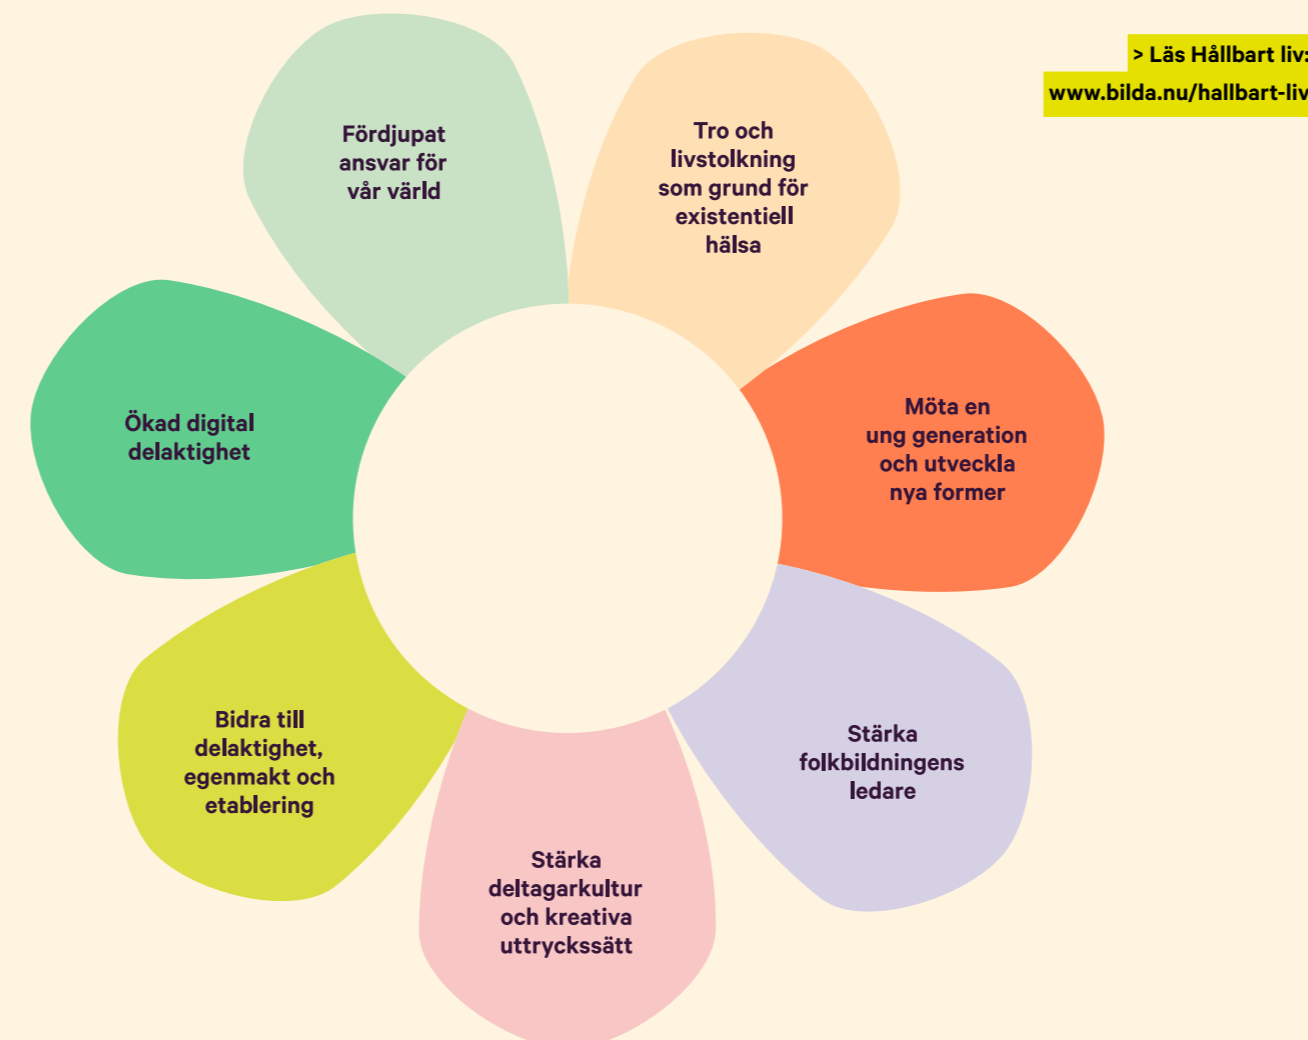 > Läs Hållbart liv:
www.bilda.nu/hallbart-liv
Fördjupat
ansvar för
vår värld
Tro och
livstolkning
som grund för
existentiell
hälsa
Möta en
ung generation
och utveckla
nya former
Stärka
folkbildningens
ledare
Stärka
deltagarkultur
och kreativa
uttryckssätt
Bidra till
delaktighet,
egenmakt och
etablering
Ökad digital
delaktighet